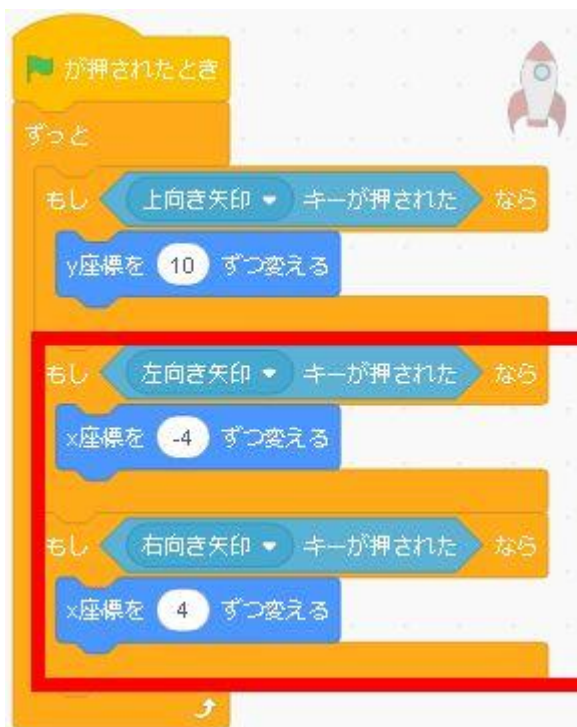 が押されたとき
ずっと
もし 上向き矢印 キーが押された なら
y座標を 10 ずつ変える
もし 左向き矢印 キーが押された なら
x座標を -4 ずつ変える
もし 右向き矢印 キーが押された なら
x座標を 4 ずつ変える